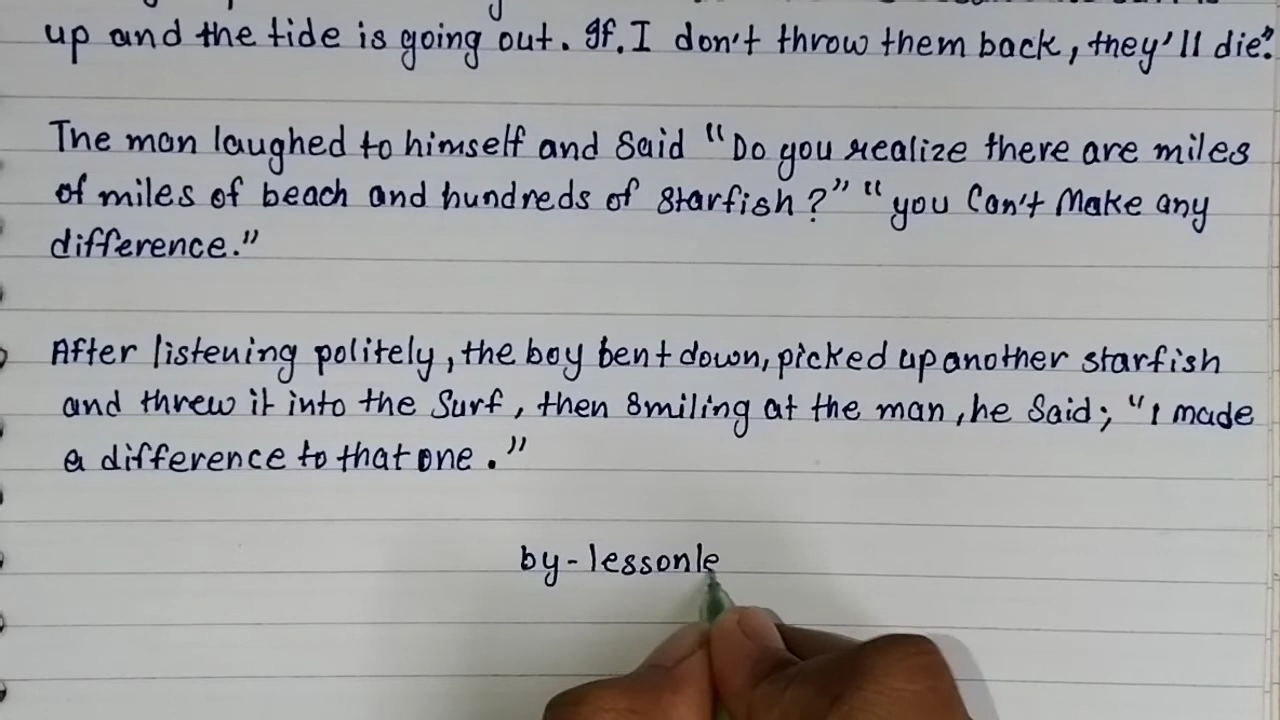 up and the tide is going out. If. I don't throw them back, they'll die."
The man laughed to himself and Said "Do you realize there are miles
of miles of beach and hundreds of starfish?" "you Can't Make any
difference."
After listening politely, the boy bent down, picked up another starfish
and threw it into the Surf, then smiling at the man, he Said; "I made
a difference to that one."
by-lessonle